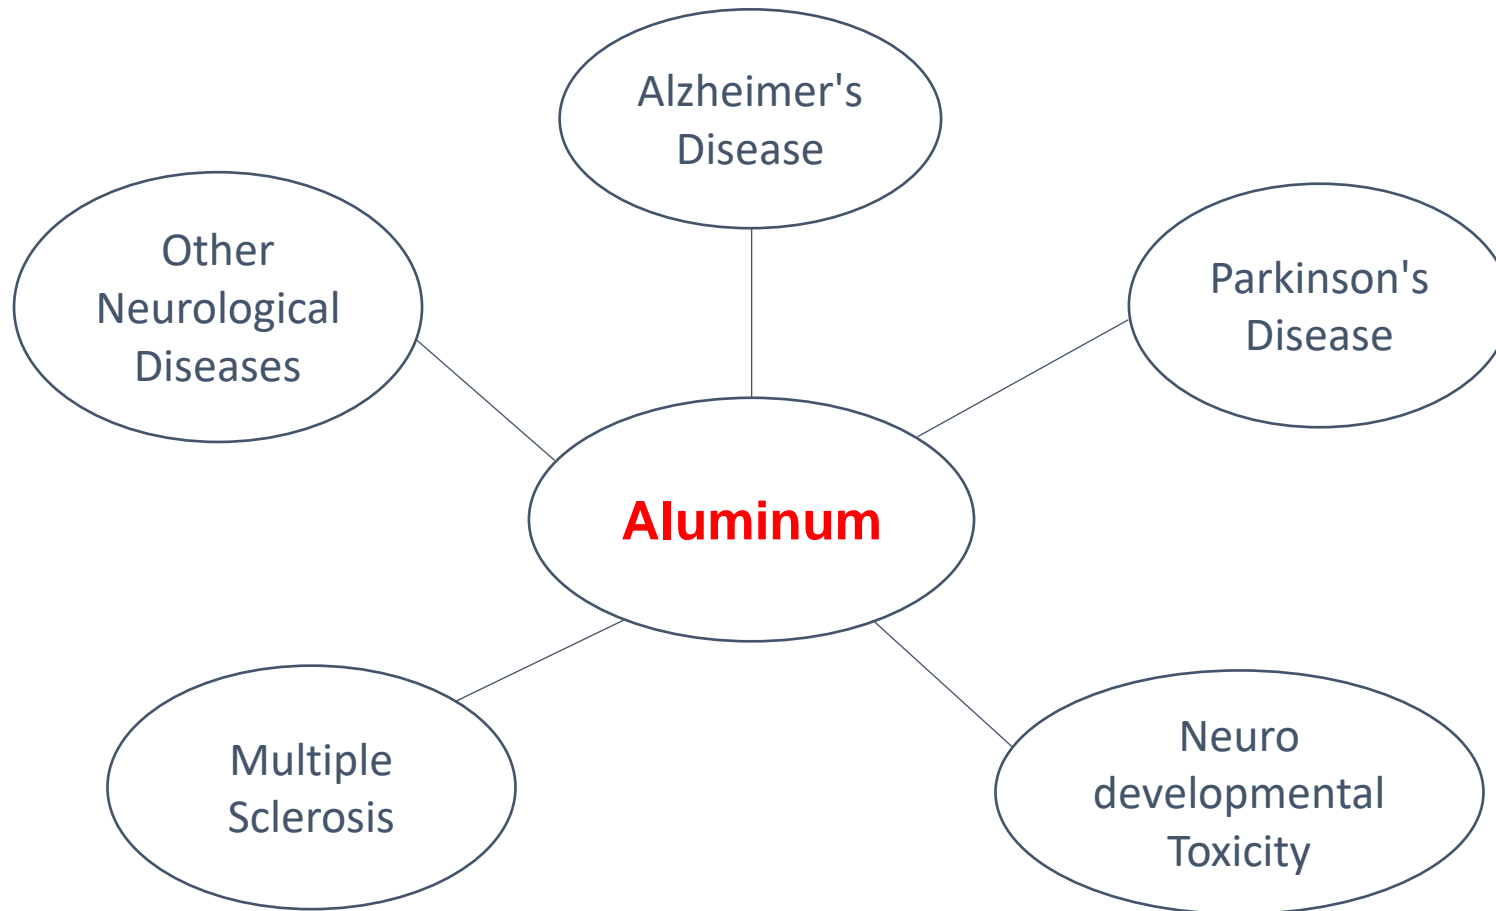 Alzheimer's
Disease
Other
Neurological
Diseases
Parkinson's
Disease
Aluminum
Multiple
Sclerosis
Neuro
developmental
Toxicity